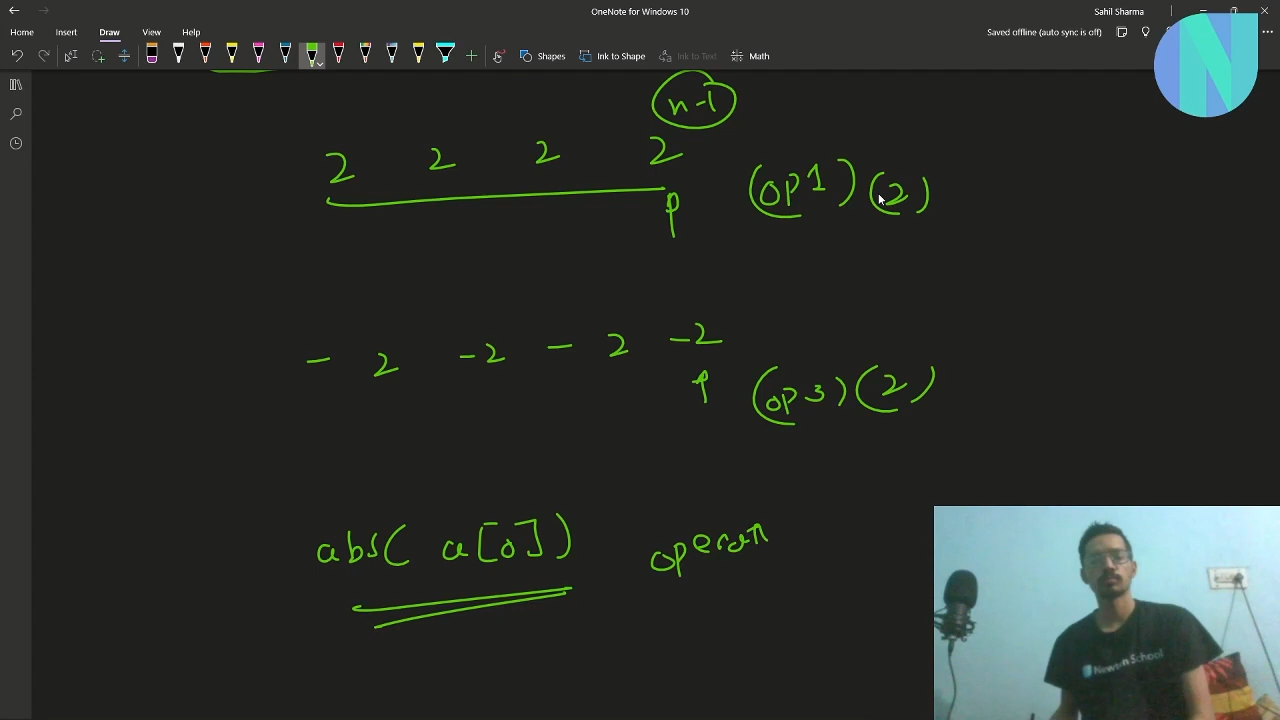 OneNote for Windows 10
Sahil Sharma
Home Insert Draw View Help
Saved offline (auto sync is off)
Shapes Ink to Shape Ink to Text Math
n-1
2 2 2 2
(op1)(2)
- 2 -2 - 2 -2
(op3)(2)
abs( a[0])